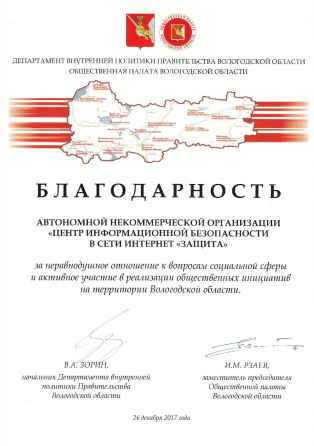 ДЕПАРТАМЕНТ ВНУТРЕННЕЙ ПОЛИТИКИ ПРАВИТЕЛЬСТВА ВОЛОГОДСКОЙ ОБЛАСТИ
ОБЩЕСТВЕННАЯ ПАЛАТА ВОЛОГОДСКОЙ ОБЛАСТИ
БЛАГОДАРНОСТЬ
АВТОНОМНОЙ НЕКОММЕРЧЕСКОЙ ОРГАНИЗАЦИИ
«ЦЕНТР ИНФОРМАЦИОННОЙ БЕЗОПАСНОСТИ
В СЕТИ ИНТЕРНЕТ «ЗАЩИТА»
за неравнодушное отношение к вопросам социальной сферы
и активное участие в реализации общественных инициатив
на территории Вологодской области.
В.А. ЗОРИН,
начальник Департамента внутренней
политики Правительства
Вологодской области
И.М. РЗАЕВ,
заместитель председателя
Общественной палаты
Вологодской области
26 декабря 2017 года